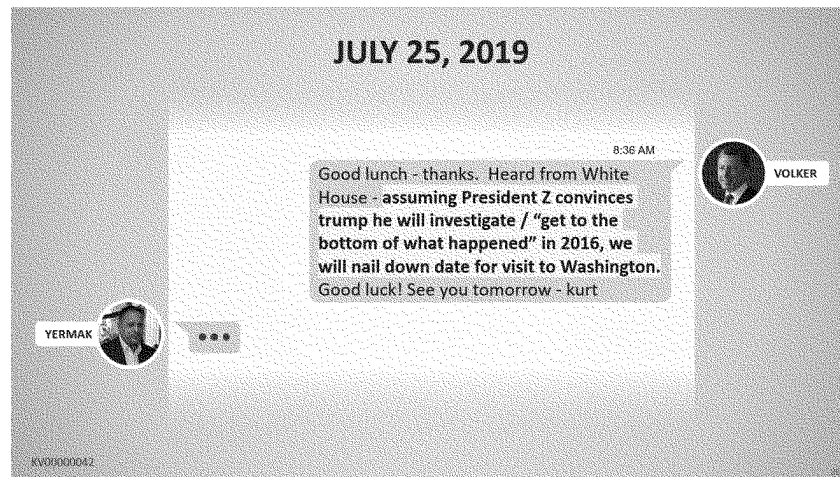 JULY 25, 2019
8:36 AM
VOLKER
Good lunch - thanks. Heard from White
House - assuming President Z convinces
trump he will investigate / “get to the
bottom of what happened” in 2016, we
will nail down date for visit to Washington.
Good luck! See you tomorrow - kurt
YERMAK
KV00000042